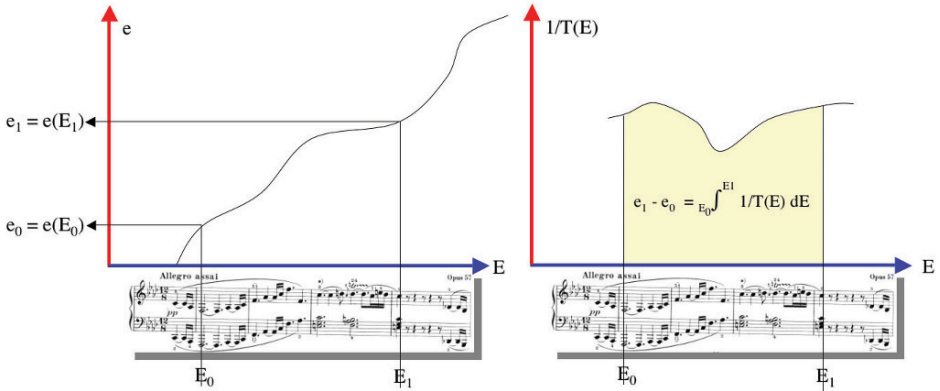 e
e₁ = e(E₁)
e₀ = e(E₀)
E
Allegro assai
Opus 57
pp
E₀
E₁
1/T(E)
e₁ - e₀ = E₀∫E1 1/T(E) dE
E
Allegro assai
Opus 57
pp
E₀
E₁